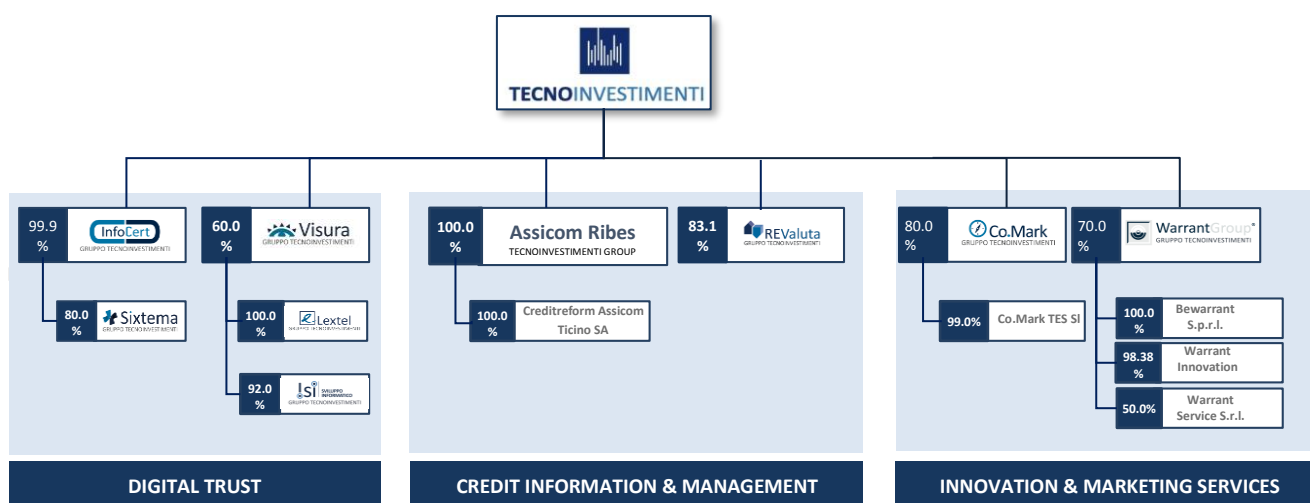 TECNOINVESTIMENTI
99.9
%
InfoCert
GRUPPO TECNOINVESTIMENTI
60.0
%
Visura
GRUPPO TECNOINVESTIMENTI
80.0
%
Sixtema
GRUPPO TECNOINVESTIMENTI
100.0
%
Lextel
GRUPPO TECNOINVESTIMENTI
92.0
%
Isi SVILUPPO
INFORMATICO
GRUPPO TECNOINVESTIMENTI
DIGITAL TRUST
100.0
%
Assicom Ribes
TECNOINVESTIMENTI GROUP
83.1
%
REValuta
GRUPPO TECNOINVESTIMENTI
100.0
%
Creditreform Assicom
Ticino SA
CREDIT INFORMATION & MANAGEMENT
80.0
%
Co.Mark
GRUPPO TECNOINVESTIMENTI
70.0
%
WarrantGroup®
GRUPPO TECNOINVESTIMENTI
99.0%
Co.Mark TES Sl
100.0
%
Bewarrant
S.p.r.l.
98.38
%
Warrant
Innovation
50.0%
Warrant
Service S.r.l.
INNOVATION & MARKETING SERVICES